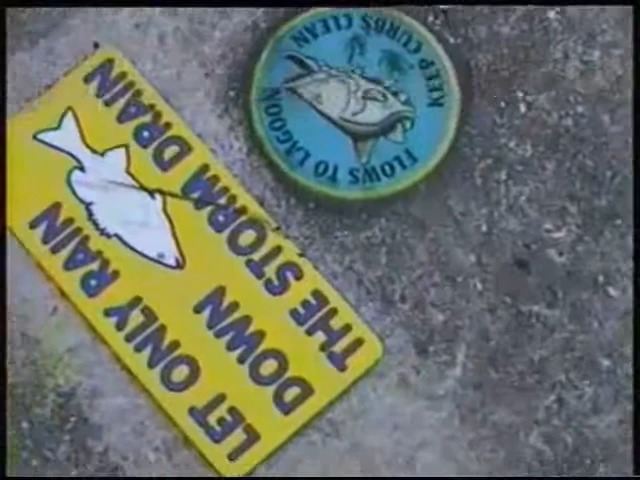 LET ONLY RAIN
DOWN
THE STORM DRAIN
KEEP CURBS CLEAN
FLOWS TO LAGOON